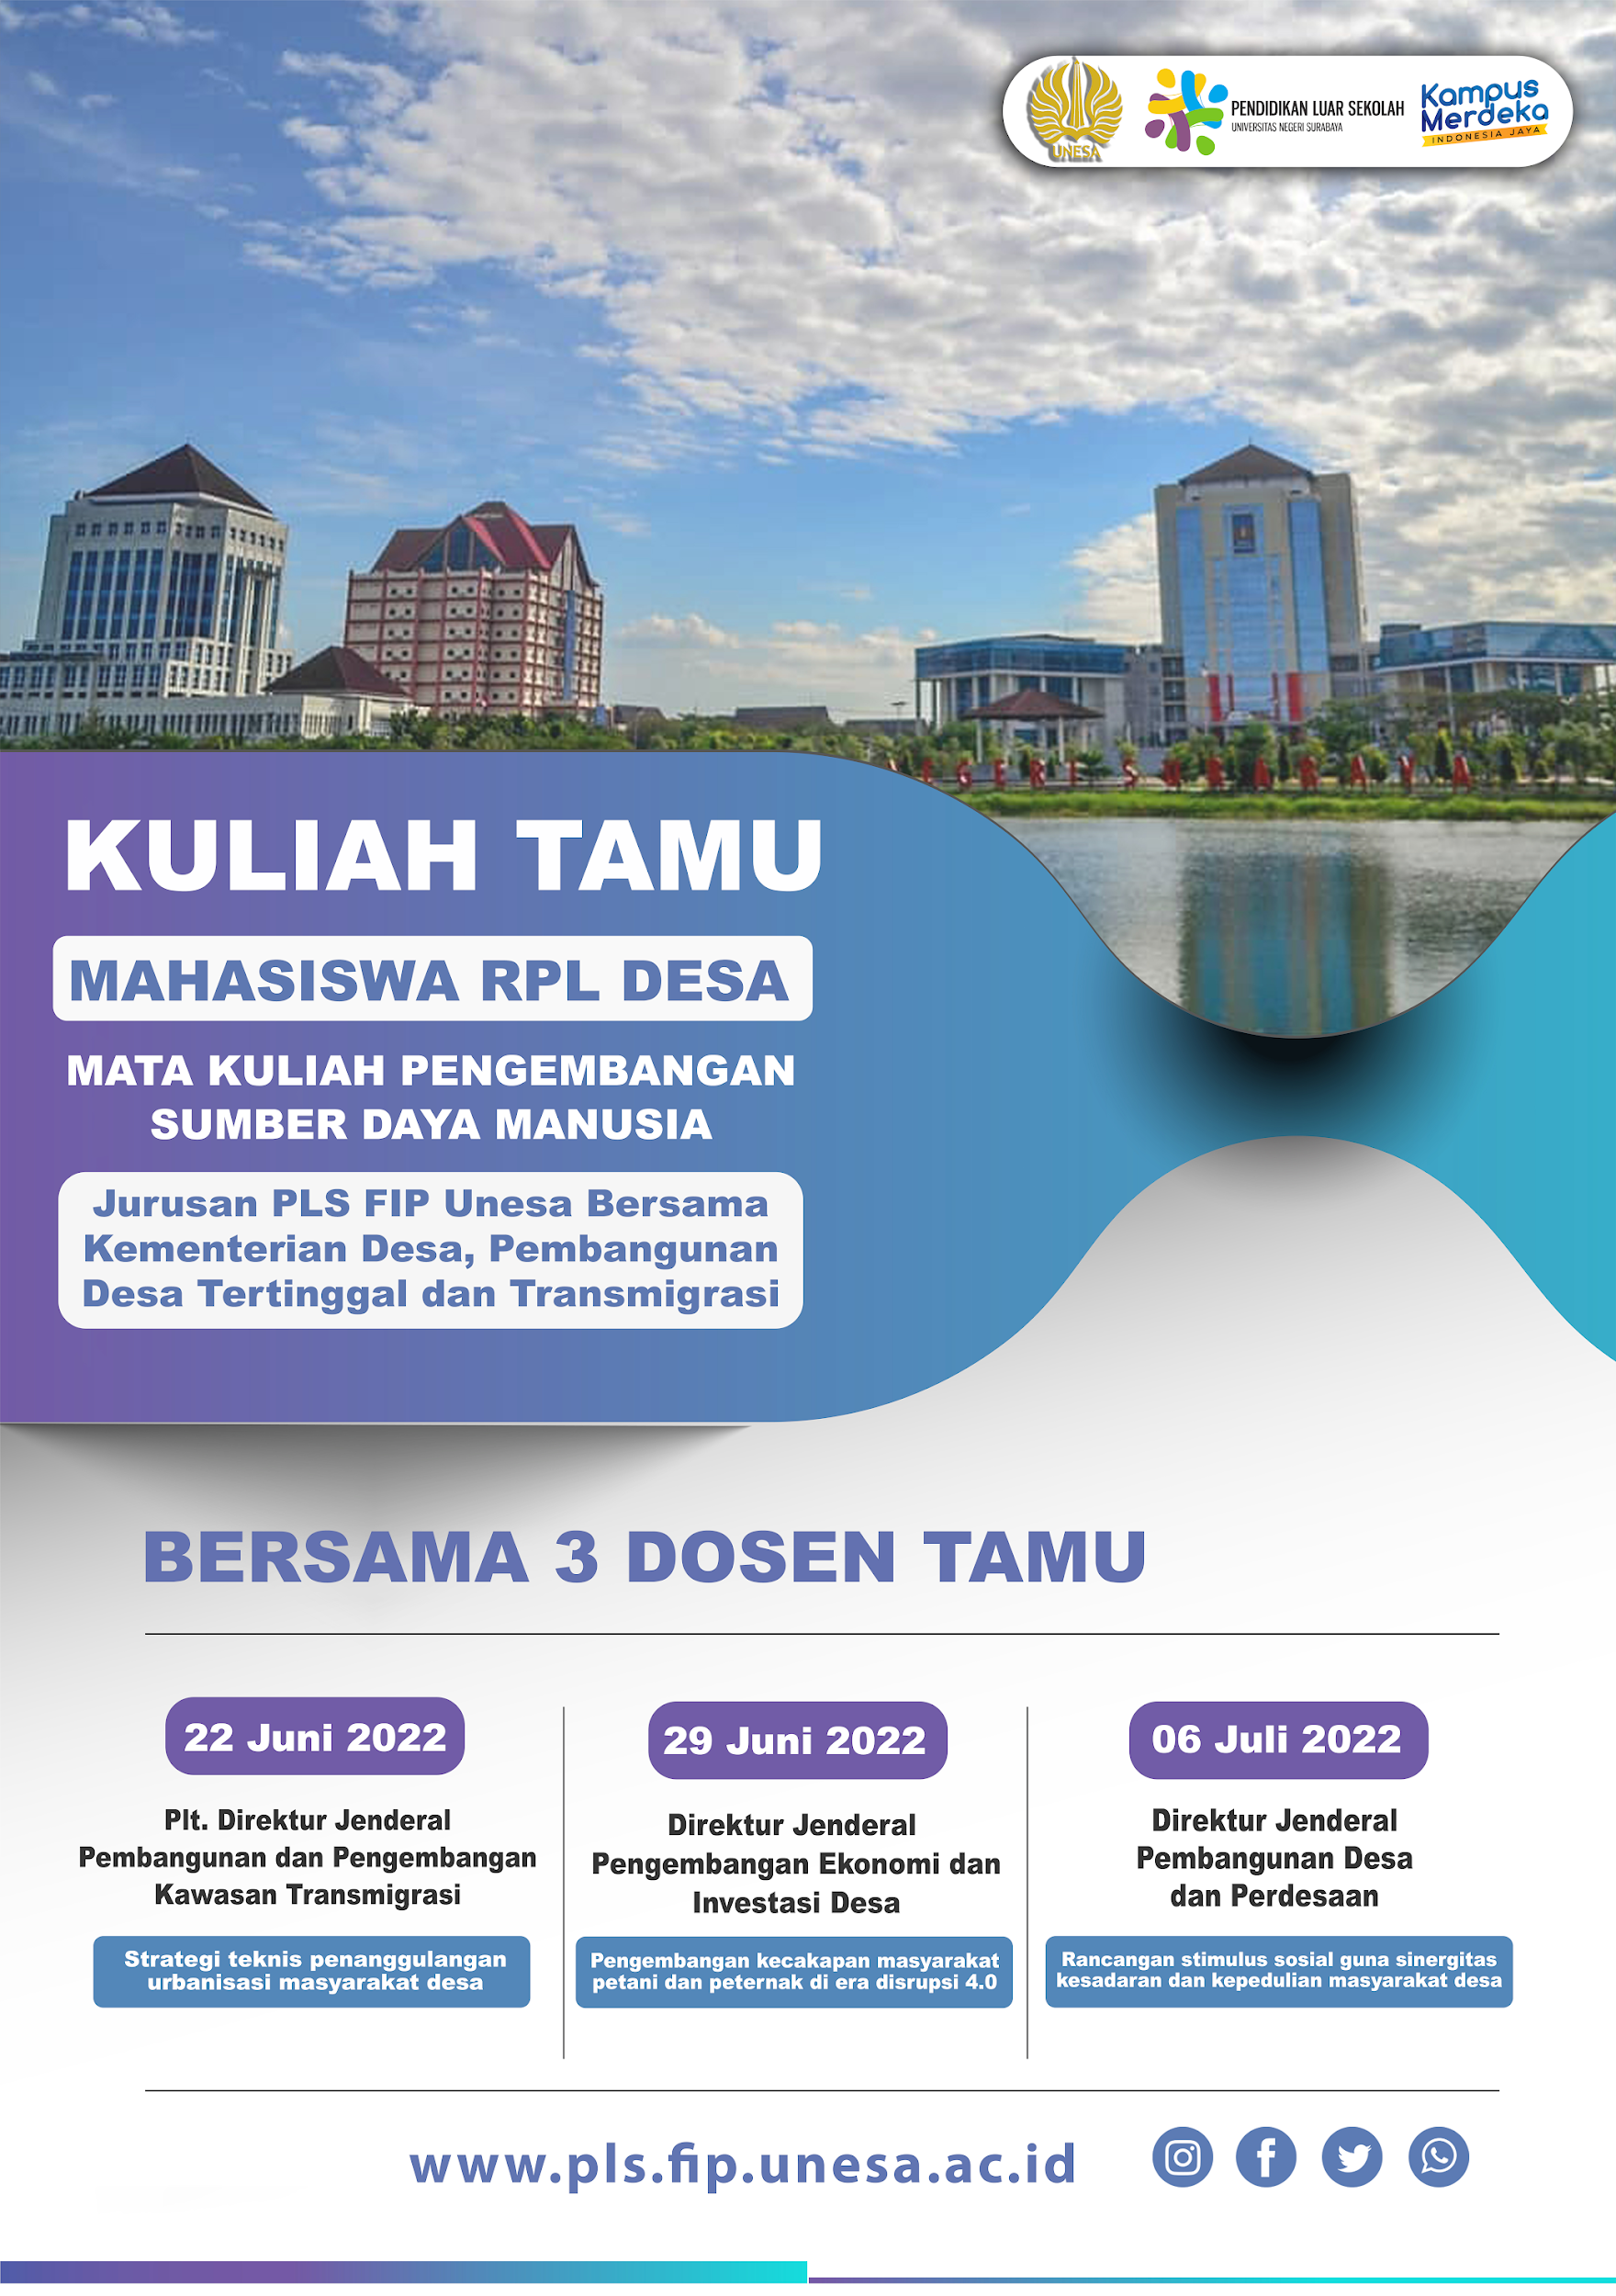 UNESA
PENDIDIKAN LUAR SEKOLAH
UNIVERSITAS NEGERI SURABAYA
Kampus
Merdeka
INDONESIA JAYA
EGERI SURABAYA
KULIAH TAMU
MAHASISWA RPL DESA
MATA KULIAH PENGEMBANGAN
SUMBER DAYA MANUSIA
Jurusan PLS FIP Unesa Bersama
Kementerian Desa, Pembangunan
Desa Tertinggal dan Transmigrasi
BERSAMA 3 DOSEN TAMU
22 Juni 2022
Plt. Direktur Jenderal
Pembangunan dan Pengembangan
Kawasan Transmigrasi
Strategi teknis penanggulangan
urbanisasi masyarakat desa
29 Juni 2022
Direktur Jenderal
Pengembangan Ekonomi dan
Investasi Desa
Pengembangan kecakapan masyarakat
petani dan peternak di era disrupsi 4.0
06 Juli 2022
Direktur Jenderal
Pembangunan Desa
dan Perdesaan
Rancangan stimulus sosial guna sinergitas
kesadaran dan kepedulian masyarakat desa
www.pls.fip.unesa.ac.id